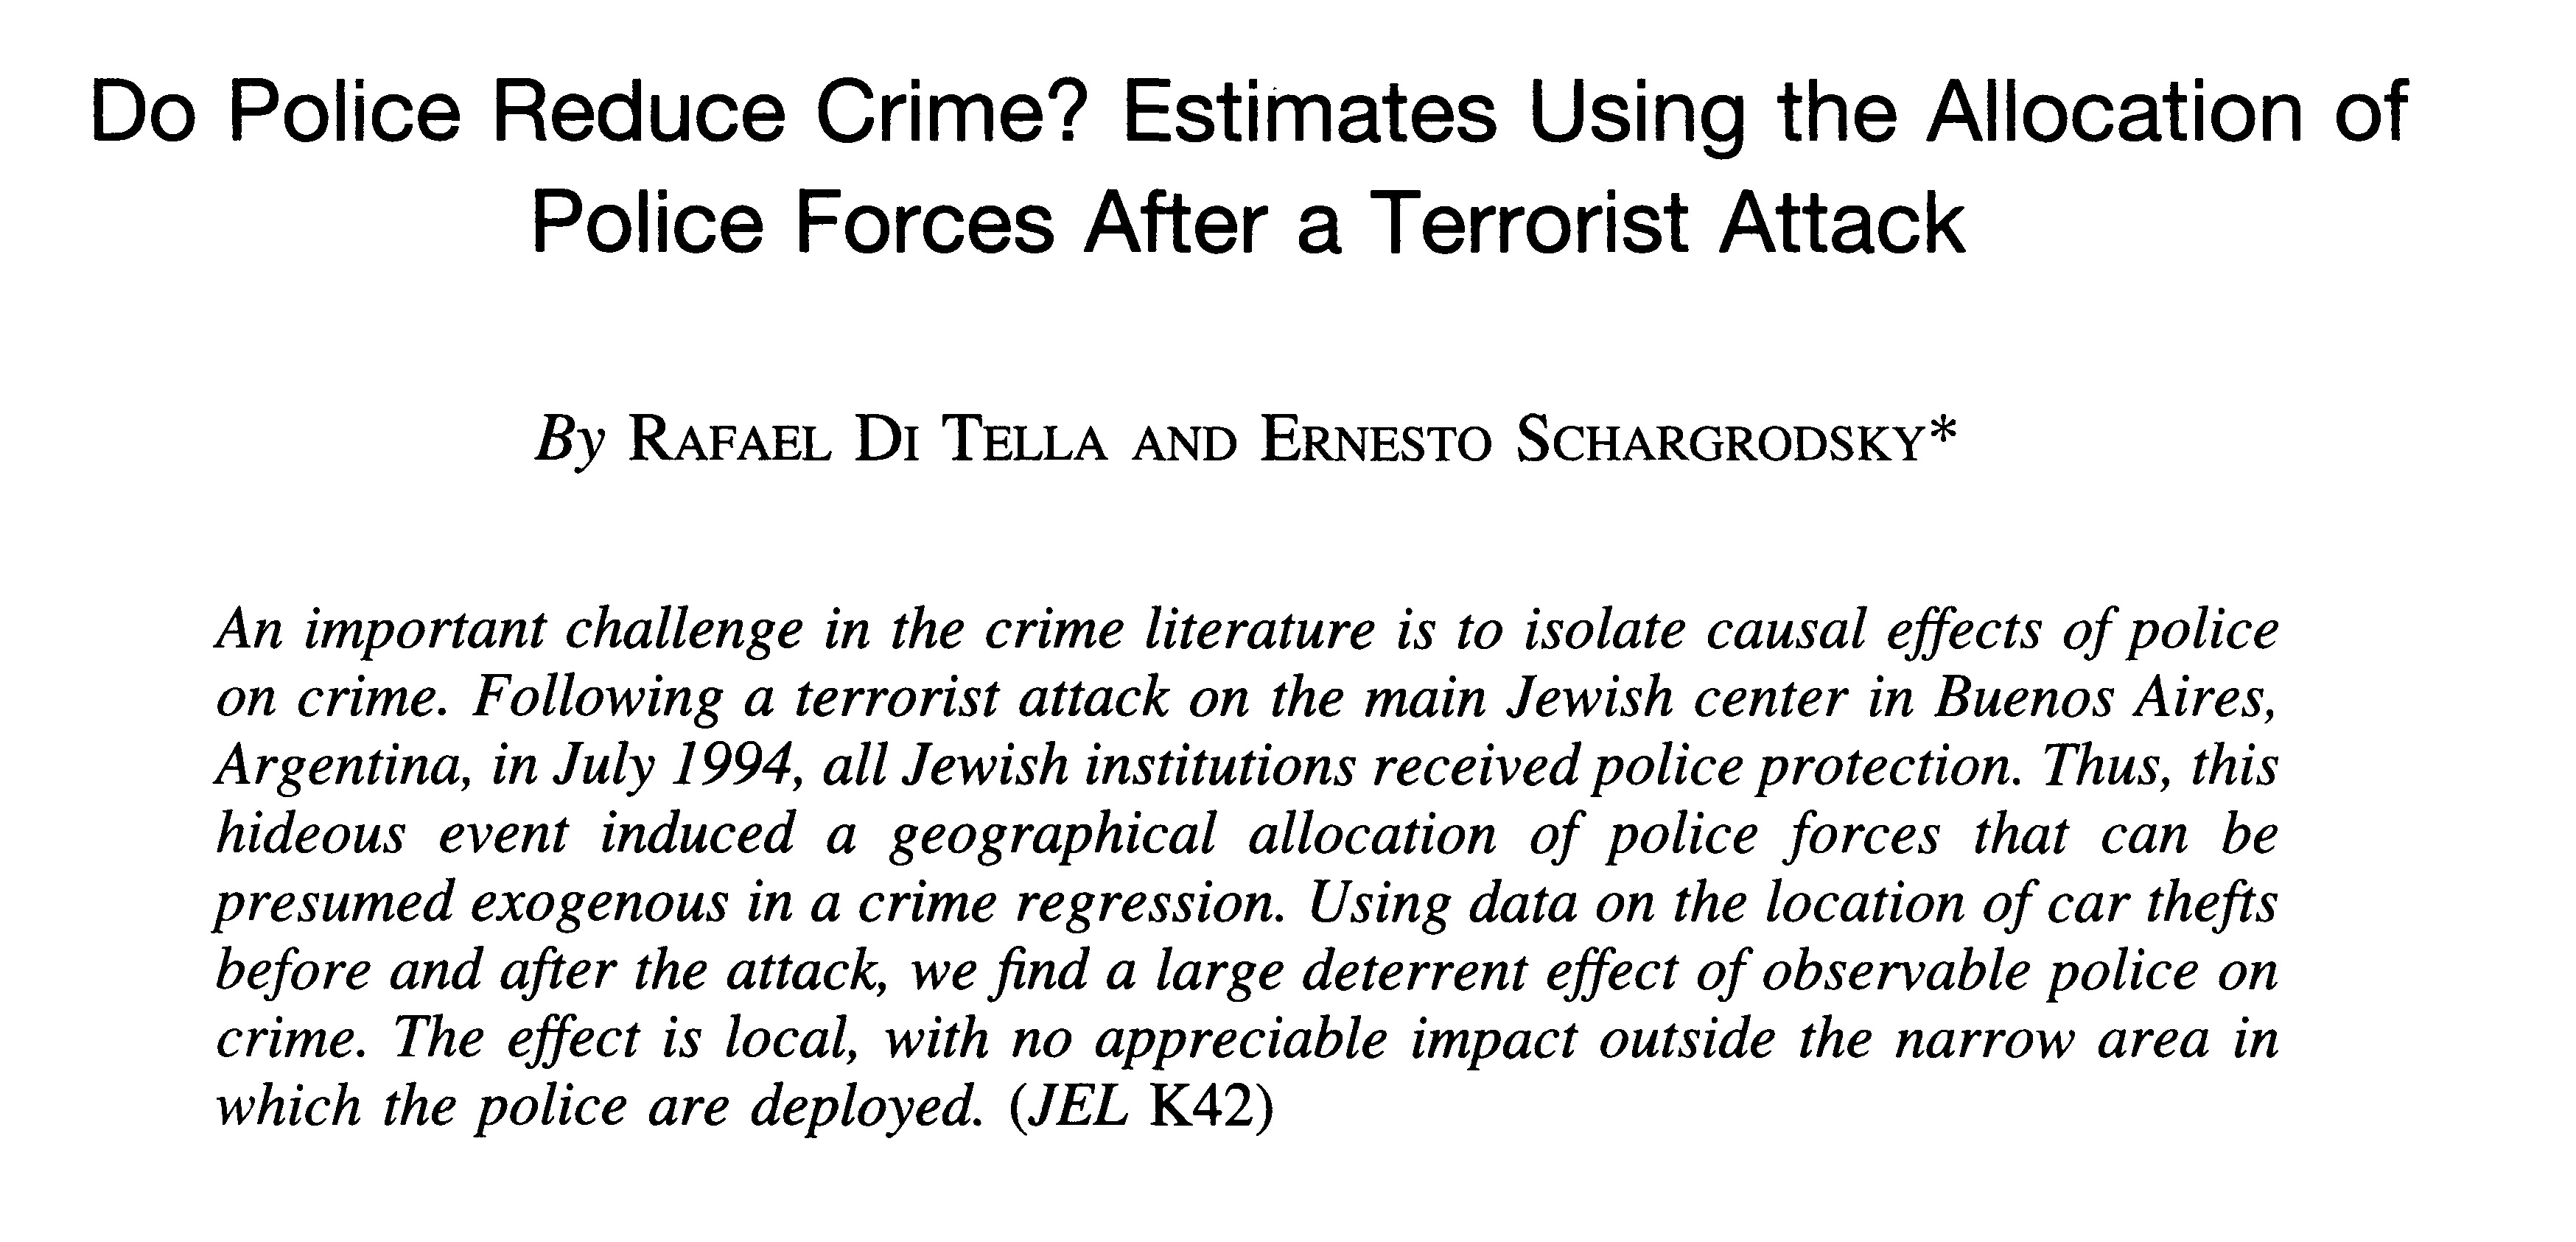 Do Police Reduce Crime? Estimates Using the Allocation of
Police Forces After a Terrorist Attack
By RAFAEL DI TELLA AND ERNESTO SCHARGRODSKY*
An important challenge in the crime literature is to isolate causal effects of police
on crime. Following a terrorist attack on the main Jewish center in Buenos Aires,
Argentina, in July 1994, all Jewish institutions received police protection. Thus, this
hideous event induced a geographical allocation of police forces that can be
presumed exogenous in a crime regression. Using data on the location of car thefts
before and after the attack, we find a large deterrent effect of observable police on
crime. The effect is local, with no appreciable impact outside the narrow area in
which the police are deployed. (JEL K42)